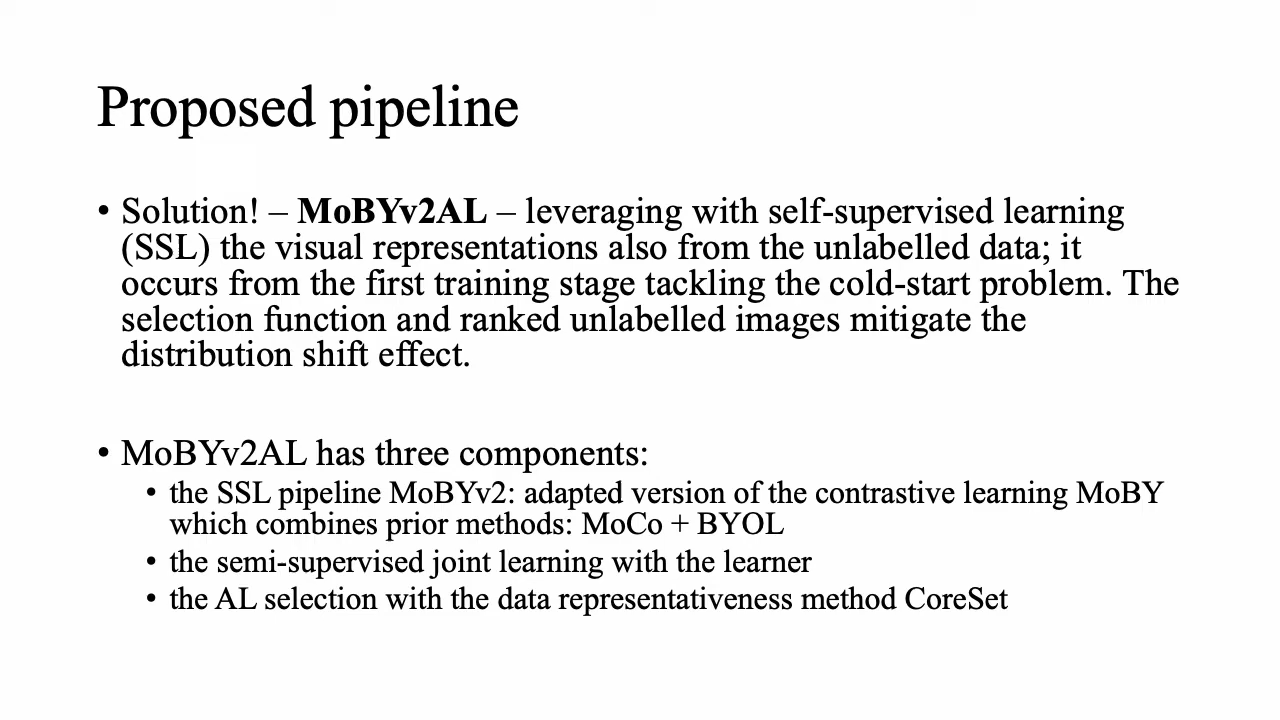 Proposed pipeline
• Solution! – MoBYv2AL – leveraging with self-supervised learning
(SSL) the visual representations also from the unlabelled data; it
occurs from the first training stage tackling the cold-start problem. The
selection function and ranked unlabelled images mitigate the
distribution shift effect.
• MoBYv2AL has three components:
• the SSL pipeline MoBYv2: adapted version of the contrastive learning MoBY
which combines prior methods: MoCo + BYOL
• the semi-supervised joint learning with the learner
• the AL selection with the data representativeness method CoreSet